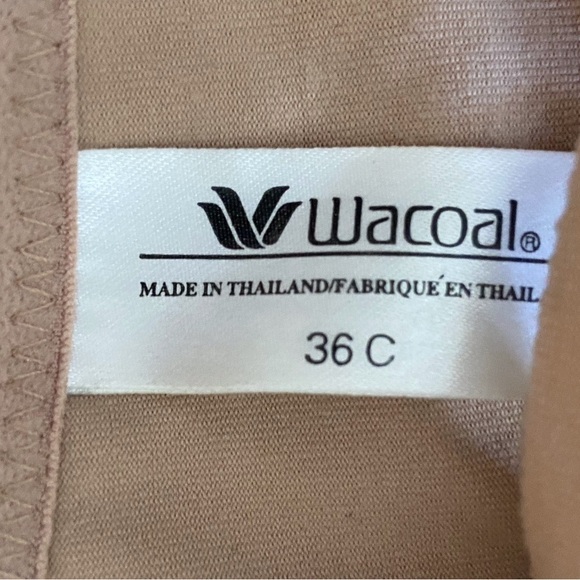 Wacoal®
MADE IN THAILAND/FABRIQUÉ EN THAIL
36 C